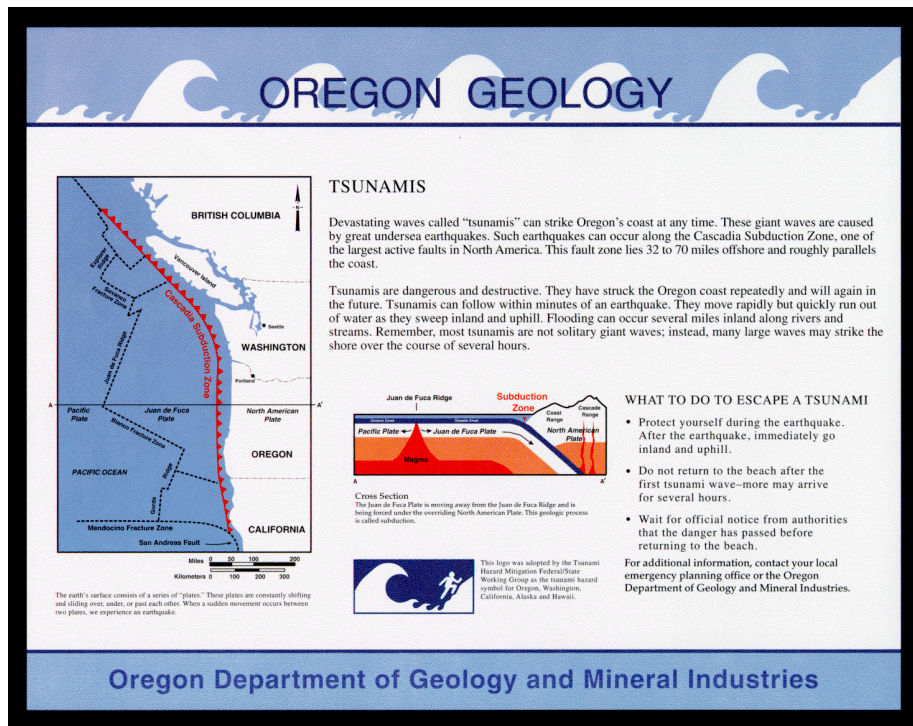 OREGON GEOLOGY
BRITISH COLUMBIA
N
Vancouver Island
Explorer
Ridge
Sovanco
Fracture Zone
Cascadia Subduction Zone
Juan de Fuca Ridge
Seattle
WASHINGTON
Portland
A
A'
Pacific
Plate
Juan de Fuca
Plate
North American
Plate
Blanco Fracture Zone
OREGON
PACIFIC OCEAN
Gorda
Ridge
Mendocino Fracture Zone
CALIFORNIA
San Andreas Fault
Miles 0 50 100 200
Kilometers 0 100 200 300
The earth's surface consists of a series of "plates." These plates are constantly shifting
and sliding over, under, or past each other. When a sudden movement occurs between
two plates, we experience an earthquake.
TSUNAMIS
Devastating waves called "tsunamis" can strike Oregon's coast at any time. These giant waves are caused
by great undersea earthquakes. Such earthquakes can occur along the Cascadia Subduction Zone, one of
the largest active faults in North America. This fault zone lies 32 to 70 miles offshore and roughly parallels
the coast.
Tsunamis are dangerous and destructive. They have struck the Oregon coast repeatedly and will again in
the future. Tsunamis can follow within minutes of an earthquake. They move rapidly but quickly run out
of water as they sweep inland and uphill. Flooding can occur several miles inland along rivers and
streams. Remember, most tsunamis are not solitary giant waves; instead, many large waves may strike the
shore over the course of several hours.
Juan de Fuca Ridge
Subduction
Zone
Coast
Range
Cascade
Range
Oceanic Crust
Oceanic Crust
Pacific Plate
Juan de Fuca Plate
North American
Plate
Magma
A
A'
Cross Section
The Juan de Fuca Plate is moving away from the Juan de Fuca Ridge and is
being forced under the overriding North American Plate. This geologic process
is called subduction.
This logo was adopted by the Tsunami
Hazard Mitigation Federal/State
Working Group as the tsunami hazard
symbol for Oregon, Washington,
California, Alaska and Hawaii.
WHAT TO DO TO ESCAPE A TSUNAMI
• Protect yourself during the earthquake.
After the earthquake, immediately go
inland and uphill.
• Do not return to the beach after the
first tsunami wave–more may arrive
for several hours.
• Wait for official notice from authorities
that the danger has passed before
returning to the beach.
For additional information, contact your local
emergency planning office or the Oregon
Department of Geology and Mineral Industries.
Oregon Department of Geology and Mineral Industries